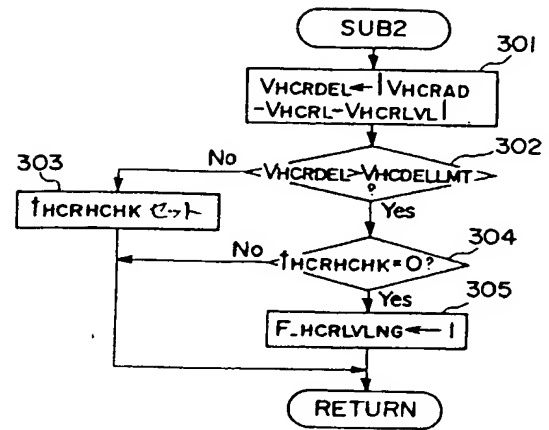 SUB2
301
VHCRDEL←|VHCRAD
-VHCRL-VHCRLVL|
302
303
No
VHCRDEL>VHCDELLMT
?
tHCRHCHK セット
Yes
304
No
tHCRHCHK=0?
Yes
305
F-HCRLVLNG←1
RETURN